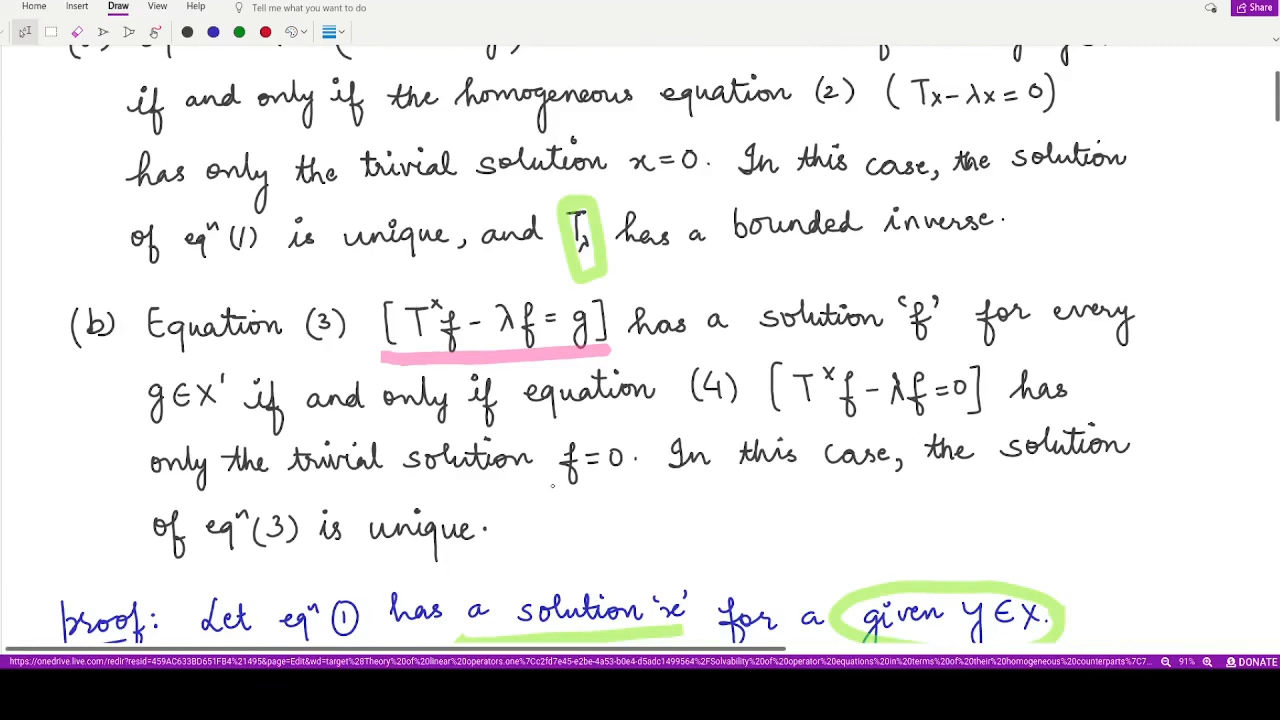 Home Insert Draw View Help Tell me what you want to do Share
if and only if the homogeneous equation (2) (Tx - λx = 0)
has only the trivial solution x = 0. In this case, the solution
of eqⁿ (1) is unique, and T_λ has a bounded inverse.
(b) Equation (3) [T^x f - λf = g] has a solution 'f' for every
g ∈ X' if and only if equation (4) [T^x f - λf = 0] has
only the trivial solution f = 0. In this case, the solution
of eqⁿ (3) is unique.
proof: Let eqⁿ ① has a solution 'x' for a given y ∈ X.
91% DONATE